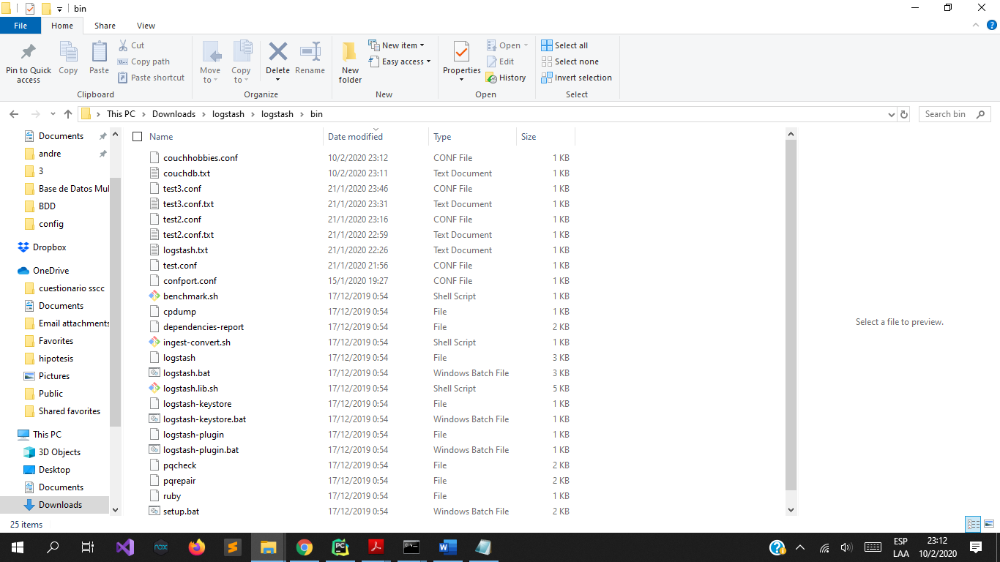 bin
File Home Share View
Pin to Quick access
Copy
Paste
Cut
Copy path
Paste shortcut
Clipboard
Move to
Copy to
Delete
Rename
Organize
New folder
New item
Easy access
New
Properties
Open
Edit
History
Open
Select all
Select none
Invert selection
Select
This PC > Downloads > logstash > logstash > bin
Search bin
Documents
andre
3
Base de Datos Mul
BDD
config
Dropbox
OneDrive
cuestionario sscc
Documents
Email attachments
Favorites
hipotesis
Pictures
Public
Shared favorites
This PC
3D Objects
Desktop
Documents
Downloads
Name Date modified Type Size
couchhobbies.conf 10/2/2020 23:12 CONF File 1 KB
couchdb.txt 10/2/2020 23:11 Text Document 1 KB
test3.conf 21/1/2020 23:46 CONF File 1 KB
test3.conf.txt 21/1/2020 23:31 Text Document 1 KB
test2.conf 21/1/2020 23:16 CONF File 1 KB
test2.conf.txt 21/1/2020 22:59 Text Document 1 KB
logstash.txt 21/1/2020 22:26 Text Document 1 KB
test.conf 21/1/2020 21:56 CONF File 1 KB
confport.conf 15/1/2020 19:27 CONF File 1 KB
benchmark.sh 17/12/2019 0:54 Shell Script 1 KB
cpdump 17/12/2019 0:54 File 1 KB
dependencies-report 17/12/2019 0:54 File 2 KB
ingest-convert.sh 17/12/2019 0:54 Shell Script 1 KB
logstash 17/12/2019 0:54 File 3 KB
logstash.bat 17/12/2019 0:54 Windows Batch File 3 KB
logstash.lib.sh 17/12/2019 0:54 Shell Script 5 KB
logstash-keystore 17/12/2019 0:54 File 1 KB
logstash-keystore.bat 17/12/2019 0:54 Windows Batch File 1 KB
logstash-plugin 17/12/2019 0:54 File 1 KB
logstash-plugin.bat 17/12/2019 0:54 Windows Batch File 1 KB
pqcheck 17/12/2019 0:54 File 2 KB
pqrepair 17/12/2019 0:54 File 2 KB
ruby 17/12/2019 0:54 File 1 KB
setup.bat 17/12/2019 0:54 Windows Batch File 2 KB
Select a file to preview.
25 items
ESP
LAA
23:12
10/2/2020